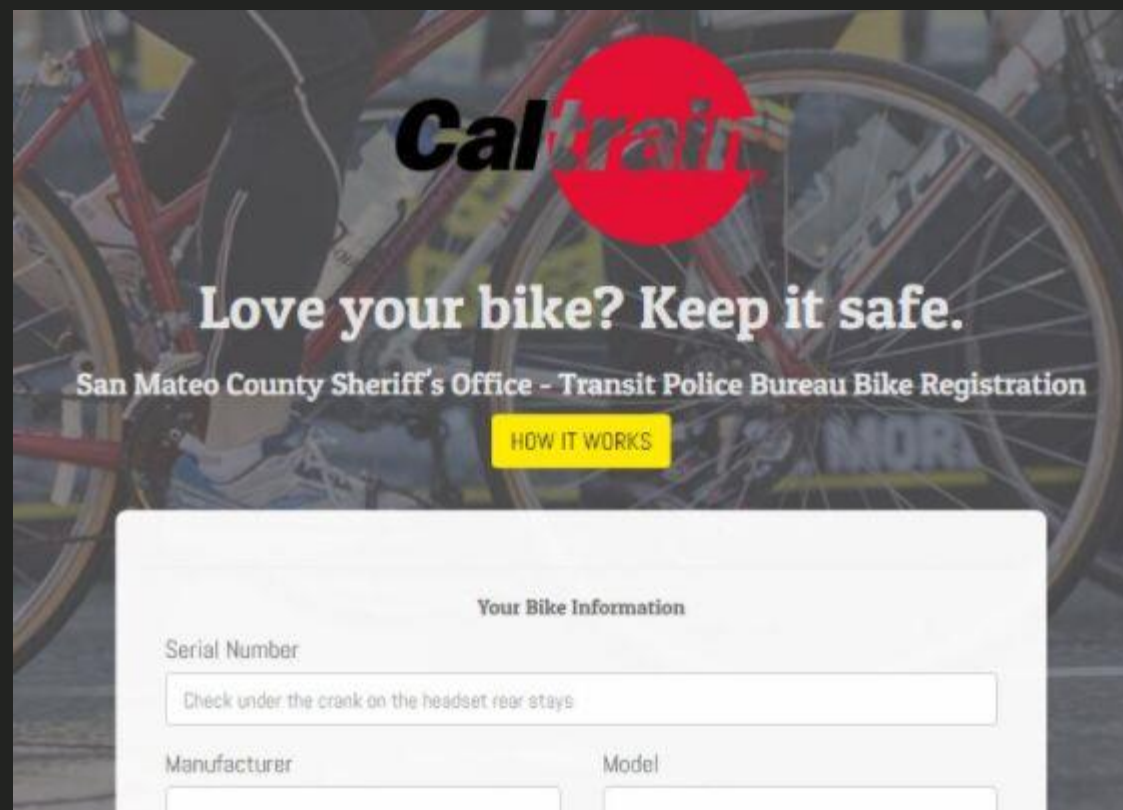 Caltrain
Love your bike? Keep it safe.
San Mateo County Sheriff's Office - Transit Police Bureau Bike Registration
HOW IT WORKS
Your Bike Information
Serial Number
Check under the crank on the headset rear stays
Manufacturer
Model